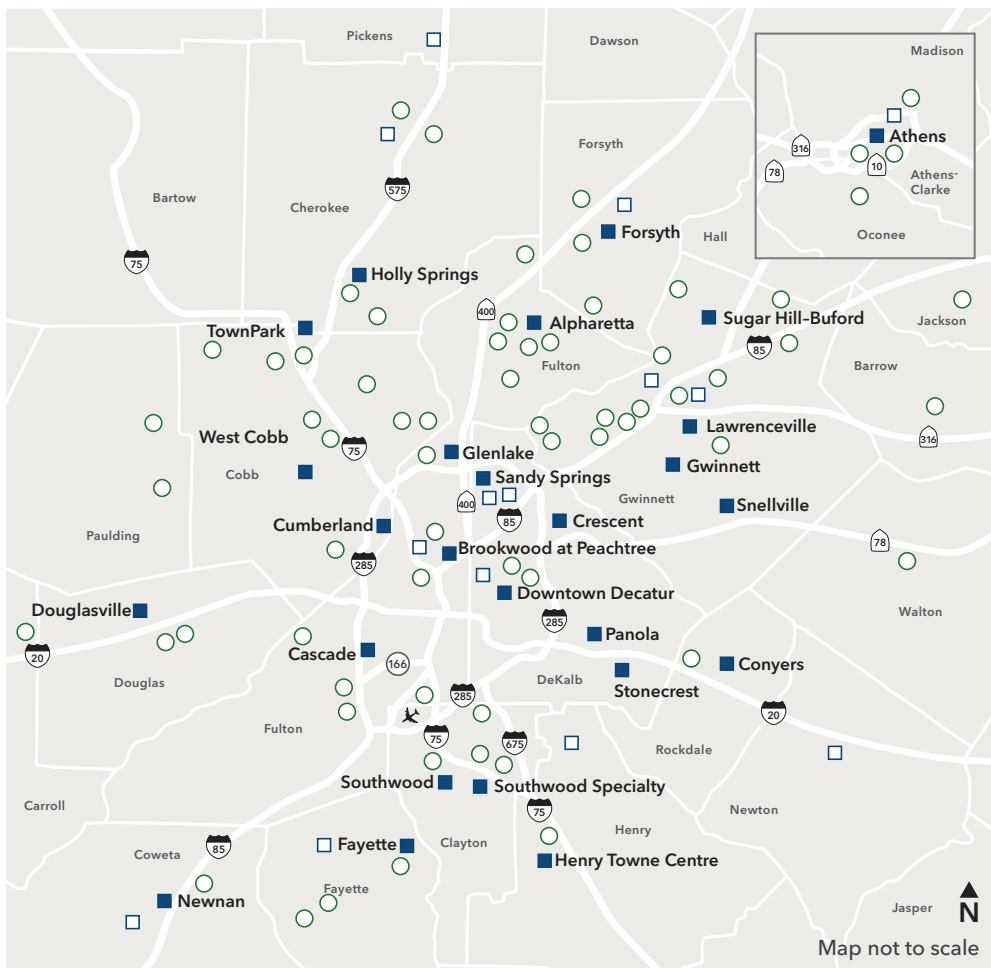 Pickens
Dawson
Madison
Athens
316
78
10
Athens-
Clarke
Oconee
Forsyth
575
Bartow
Cherokee
Forsyth
Hall
75
Holly Springs
400
Alpharetta
Sugar Hill–Buford
Jackson
TownPark
85
Fulton
Barrow
Lawrenceville
West Cobb
75
316
Glenlake
Gwinnett
Cobb
Sandy Springs
400
Gwinnett
Snellville
85
Crescent
Cumberland
Paulding
78
Brookwood at Peachtree
285
Downtown Decatur
Douglasville
285
Walton
Panola
20
Cascade
166
Conyers
DeKalb
Stonecrest
Douglas
285
20
Fulton
75
675
Rockdale
Southwood
Southwood Specialty
Carroll
75
Newton
Henry
Fayette
Clayton
85
Coweta
Henry Towne Centre
Fayette
Newnan
Jasper
N
Map not to scale